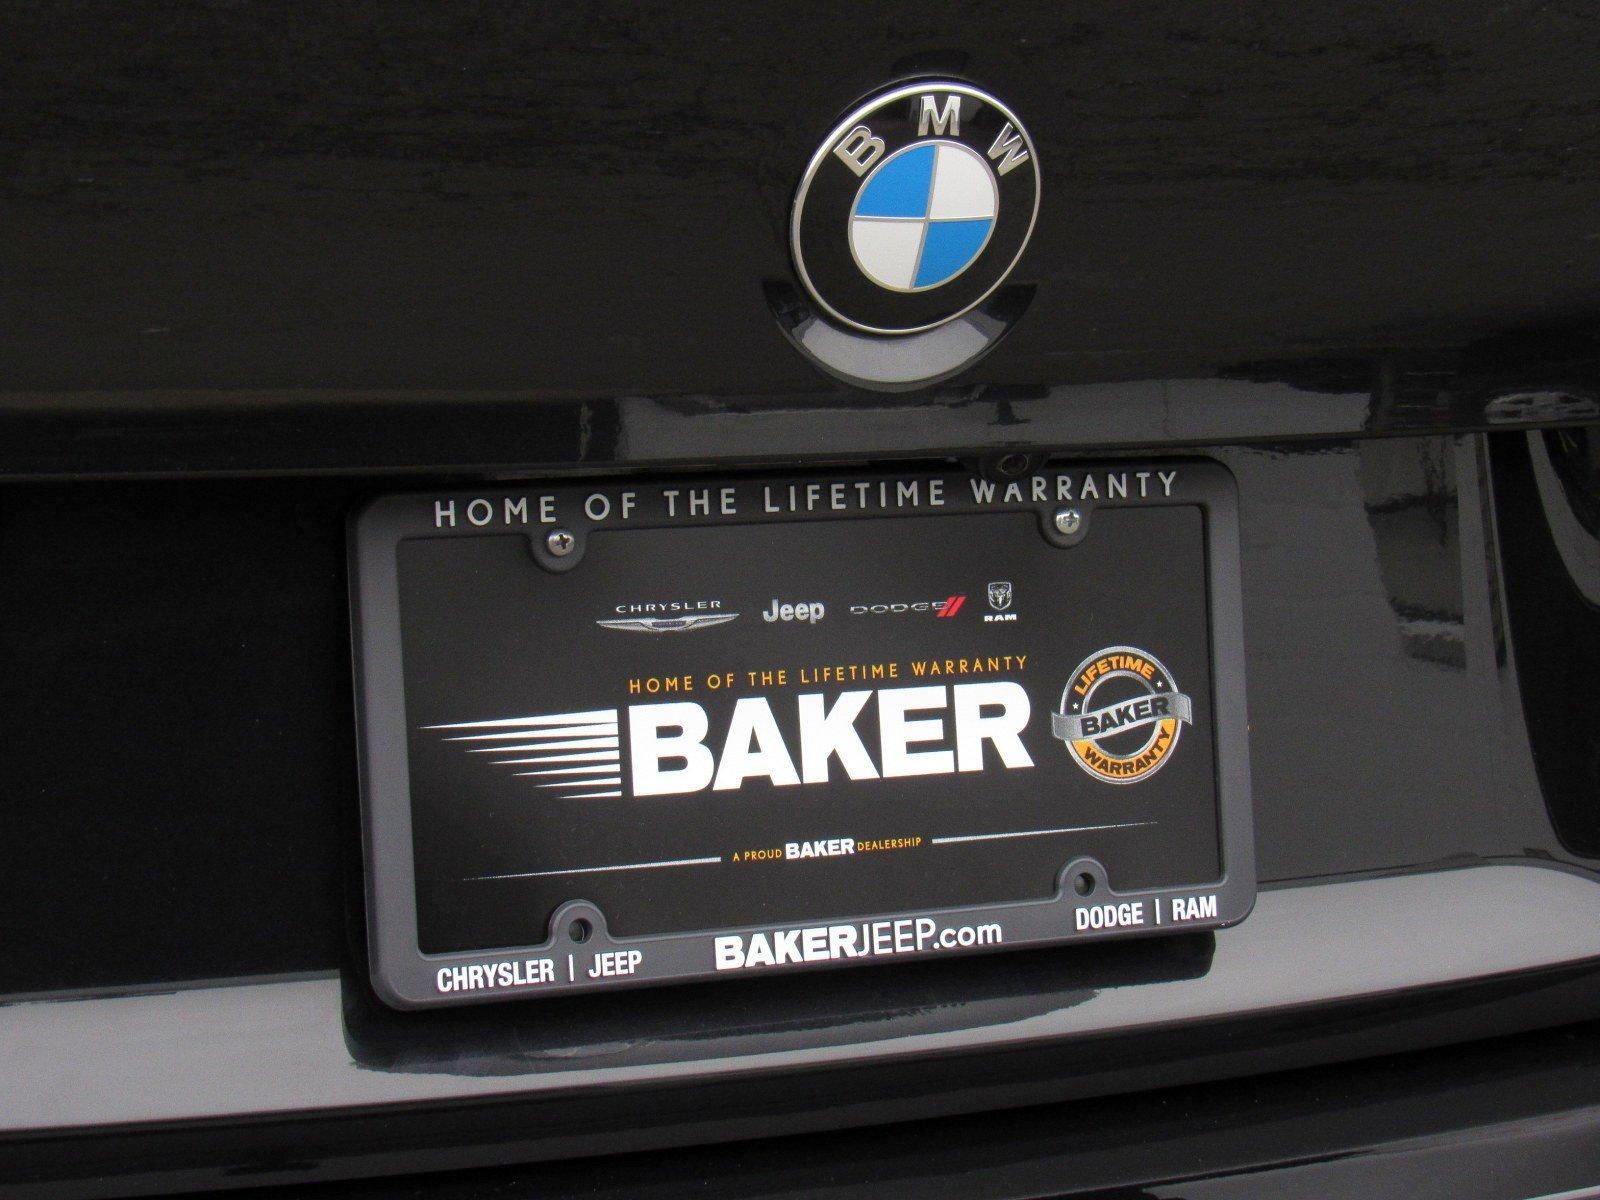 BMW
HOME OF THE LIFETIME WARRANTY
CHRYSLER Jeep DODGE RAM
HOME OF THE LIFETIME WARRANTY
BAKER
LIFETIME
BAKER
WARRANTY
A PROUD BAKER DEALERSHIP
CHRYSLER | JEEP BAKERJEEP.com DODGE | RAM